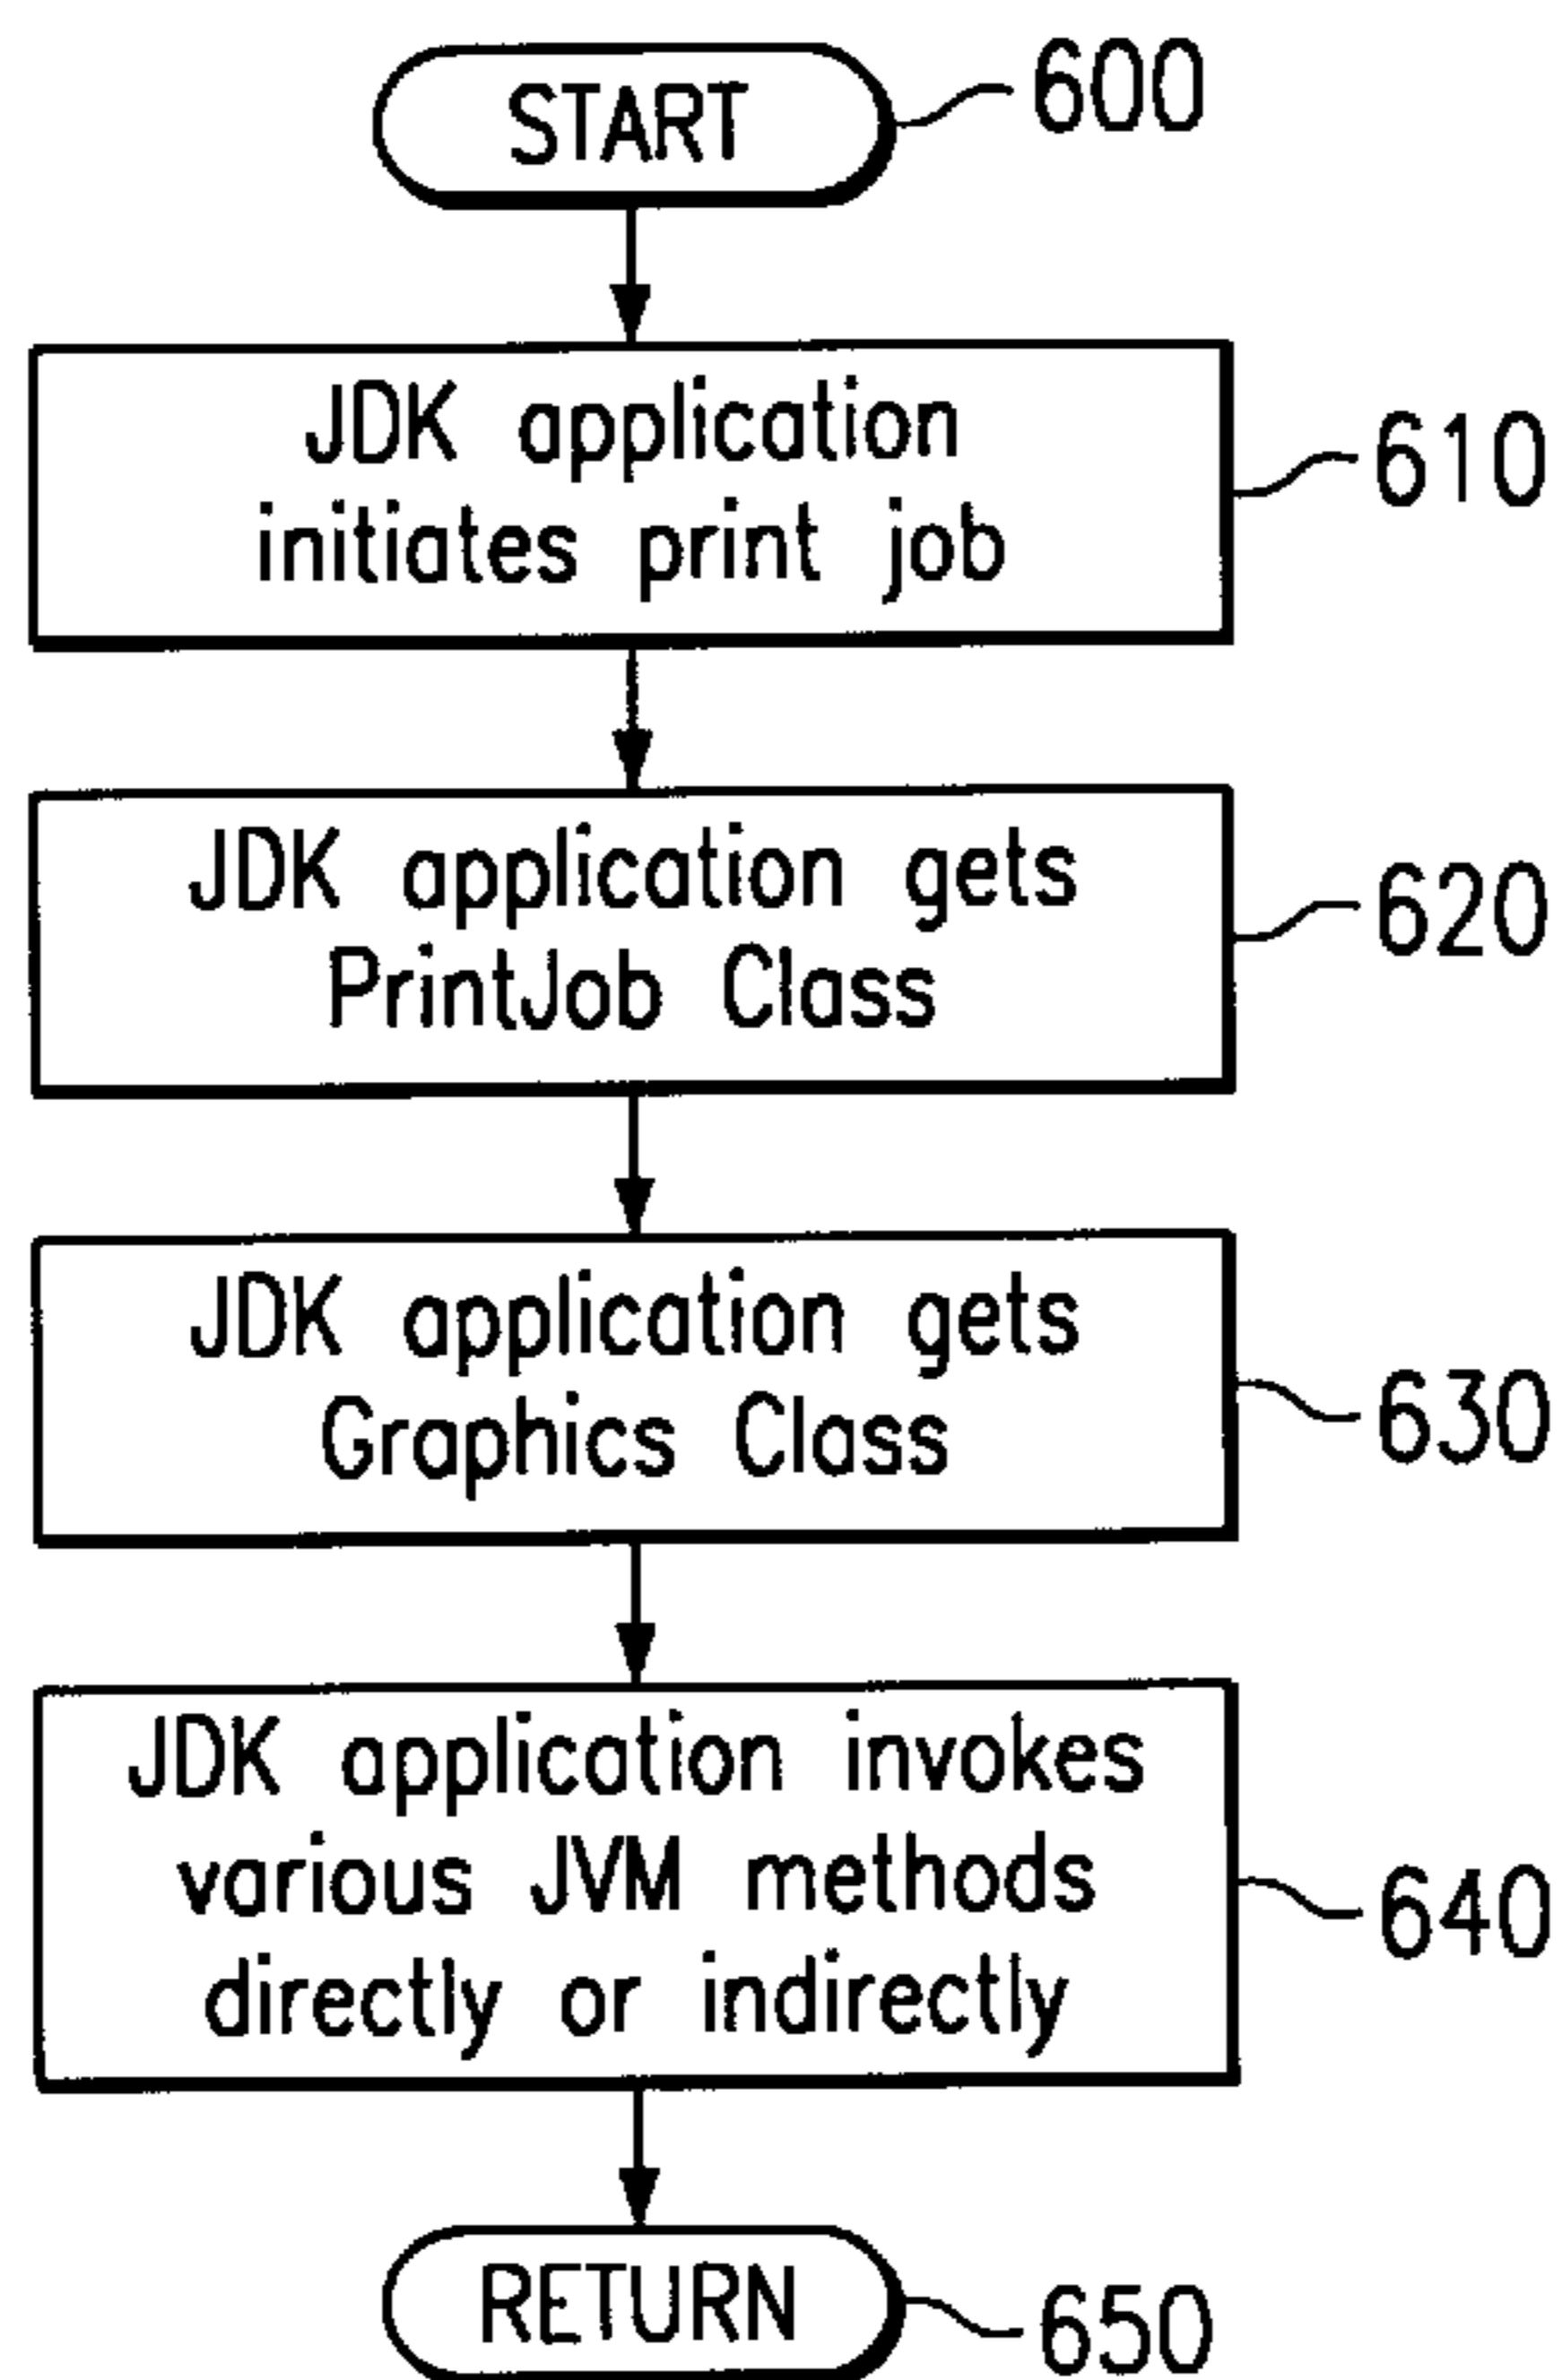 START
600
JDK application
initiates print job
610
JDK application gets
PrintJob Class
620
JDK application gets
Graphics Class
630
JDK application invokes
various JVM methods
directly or indirectly
640
RETURN
650